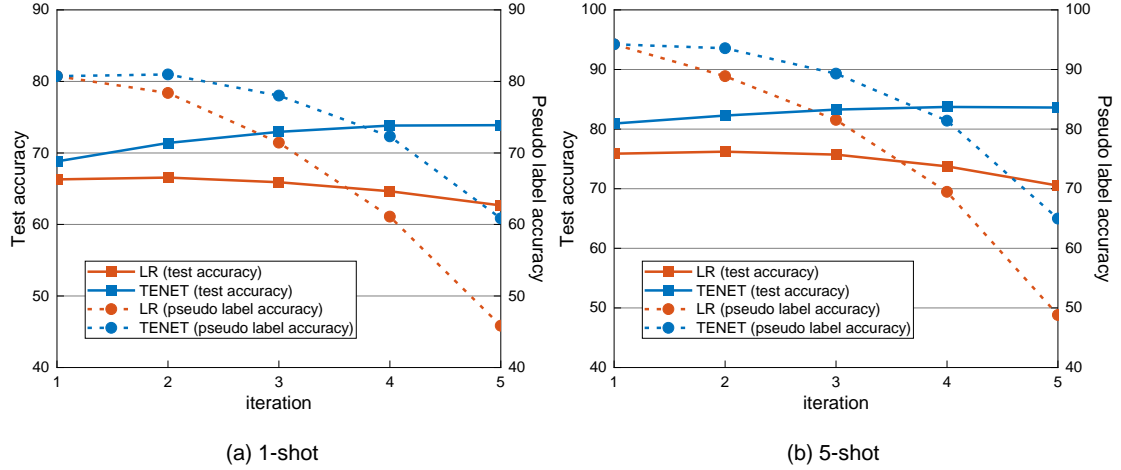 90
80
70
60
50
40
Test accuracy
90
80
70
60
50
40
Pseudo label accuracy
LR (test accuracy)
TENET (test accuracy)
LR (pseudo label accuracy)
TENET (pseudo label accuracy)
1 2 3 4 5
iteration
(a) 1-shot
100
90
80
70
60
50
40
Test accuracy
100
90
80
70
60
50
40
Pseudo label accuracy
LR (test accuracy)
TENET (test accuracy)
LR (pseudo label accuracy)
TENET (pseudo label accuracy)
1 2 3 4 5
iteration
(b) 5-shot